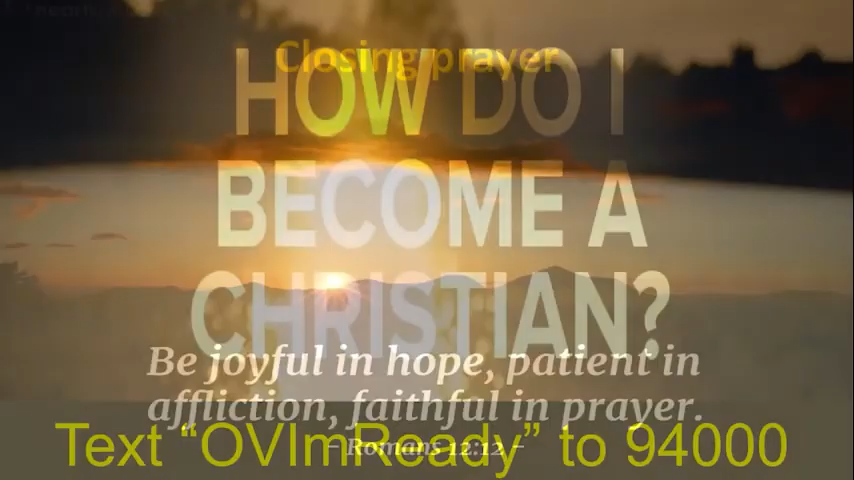 Closing prayer
HOW DO I
BECOME A
CHRISTIAN?
Be joyful in hope, patient in
affliction, faithful in prayer.
- Romans 12:12 -
Text “OVImReady” to 94000